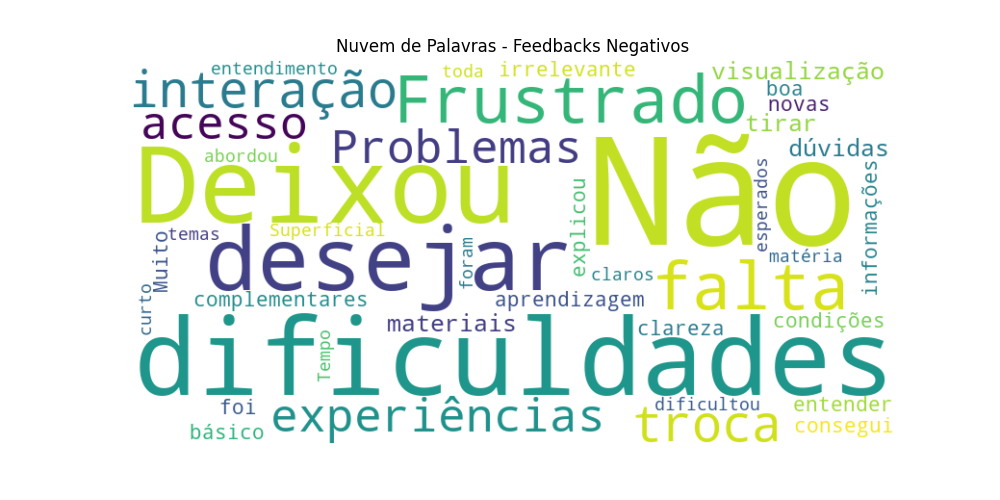 Nuvem de Palavras - Feedbacks Negativos
entendimento
toda
irrelevante
visualização
interação
Frustrado
boa
novas
acesso
tirar
Problemas
dúvidas
Deixou
abordou
Não
esperados
informações
explicou
temas
Superficial
Muito
desejar
foram
matéria
claros
falta
curto
complementares
aprendizagem
materiais
clareza
condições
dificuldades
Tempo
foi
experiências
troca
dificultou
entender
básico
consegui